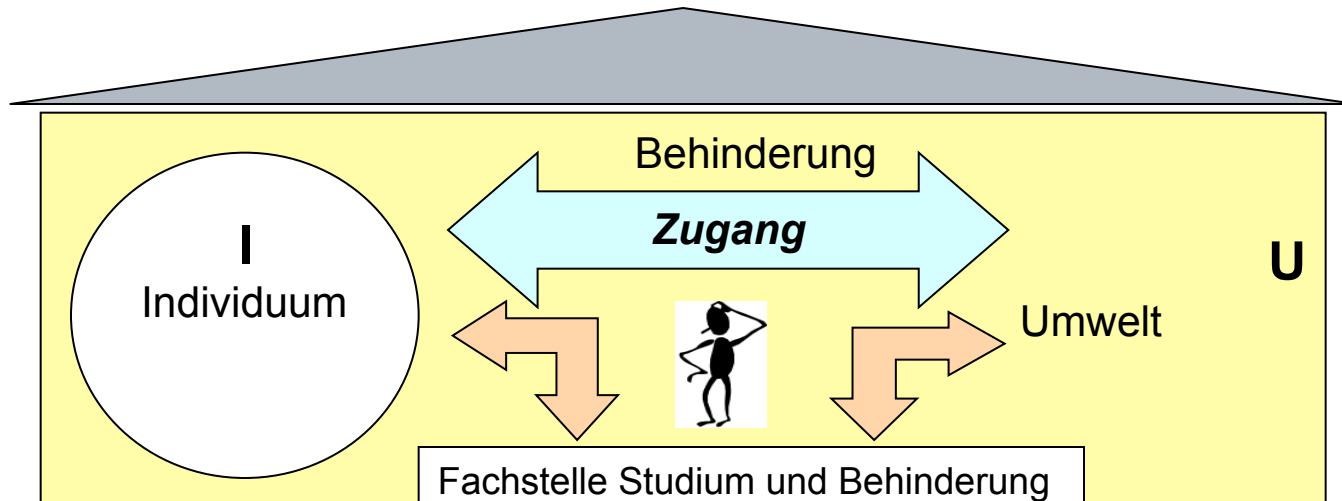 Behinderung
Zugang
I
Individuum
U
Umwelt
Fachstelle Studium und Behinderung